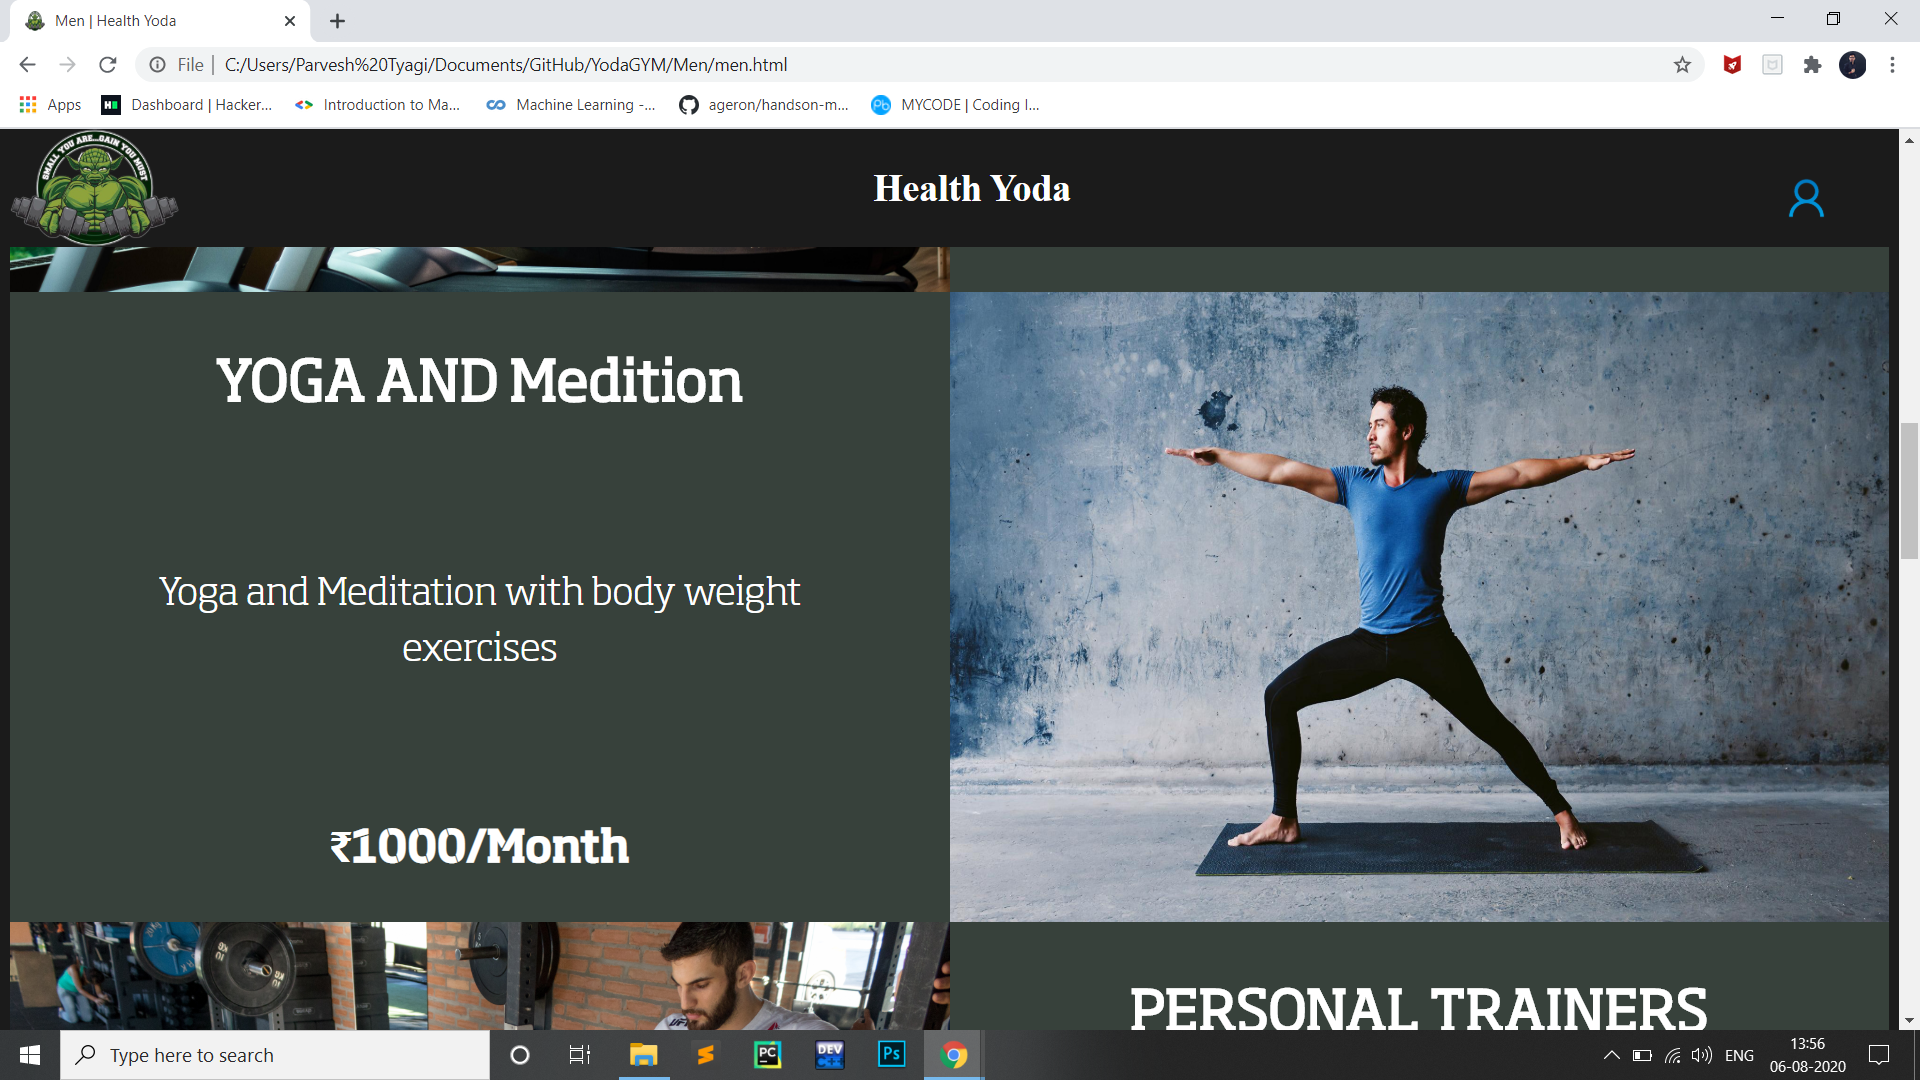 Men | Health Yoda
File | C:/Users/Parvesh%20Tyagi/Documents/GitHub/YodaGYM/Men/men.html
Apps
Dashboard | Hacker...
Introduction to Ma...
Machine Learning -...
ageron/handson-m...
MYCODE | Coding I...
SMALL YOU ARE...GAIN YOU MUST
Health Yoda
YOGA AND Medition
Yoga and Meditation with body weight
exercises
₹1000/Month
PERSONAL TRAINERS
Type here to search
PC
DEV
C++
Ps
ENG
13:56
06-08-2020